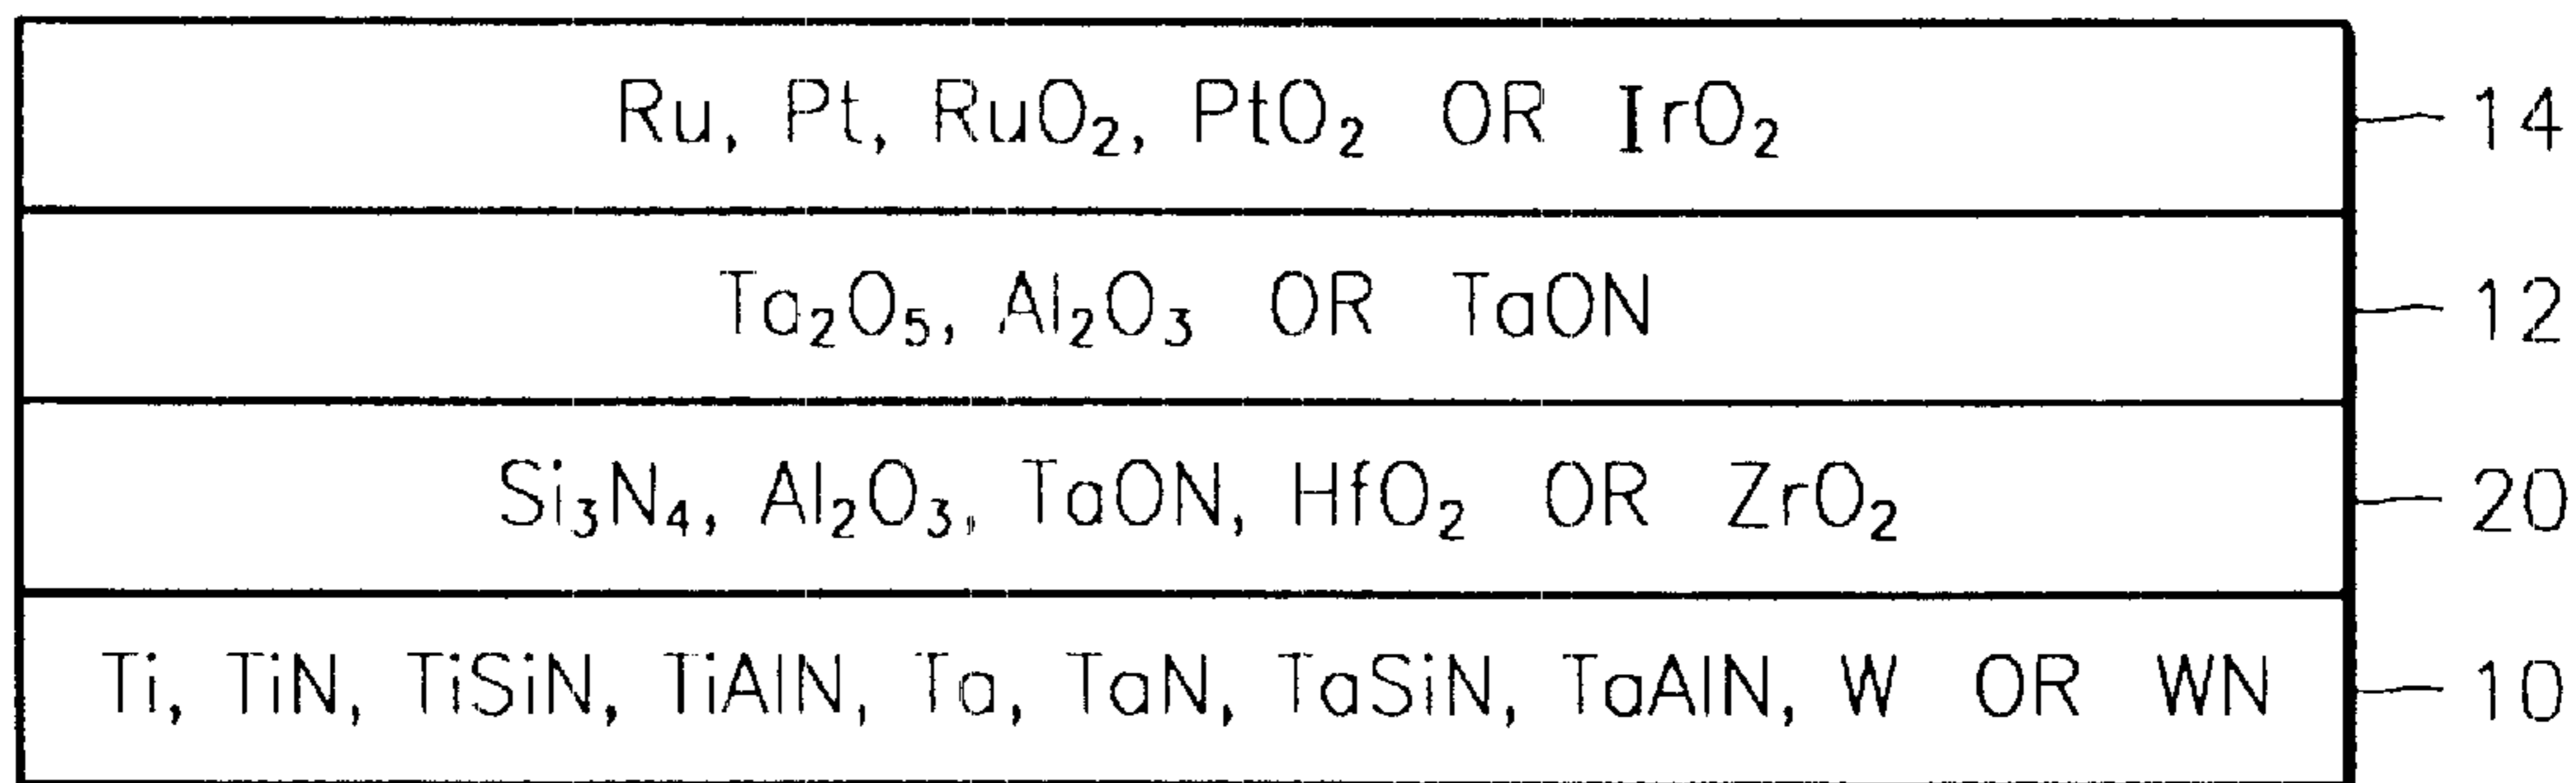 Ru, Pt, RuO₂, PtO₂ OR IrO₂ 14
Ta₂O₅, Al₂O₃ OR TaON 12
Si₃N₄, Al₂O₃, TaON, HfO₂ OR ZrO₂ 20
Ti, TiN, TiSiN, TiAlN, Ta, TaN, TaSiN, TaAlN, W OR WN 10